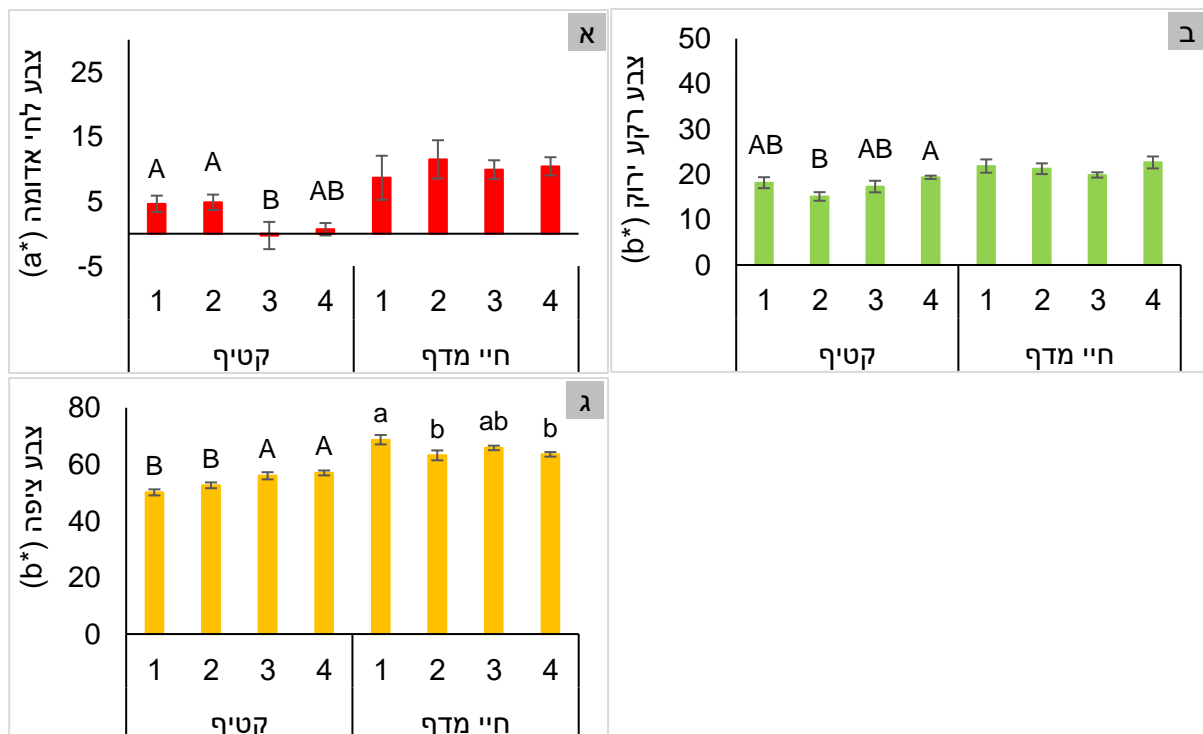 א
צבע לחי אדומה (a*)
25
15
5
-5
A A B AB
1 2 3 4 1 2 3 4
קטיף חיי מדף
ב
צבע רקע ירוק (b*)
50
40
30
20
10
0
AB B AB A
1 2 3 4 1 2 3 4
קטיף חיי מדף
ג
צבע ציפה (b*)
80
60
40
20
0
B B A A a b ab b
1 2 3 4 1 2 3 4
קטיף חיי מדף